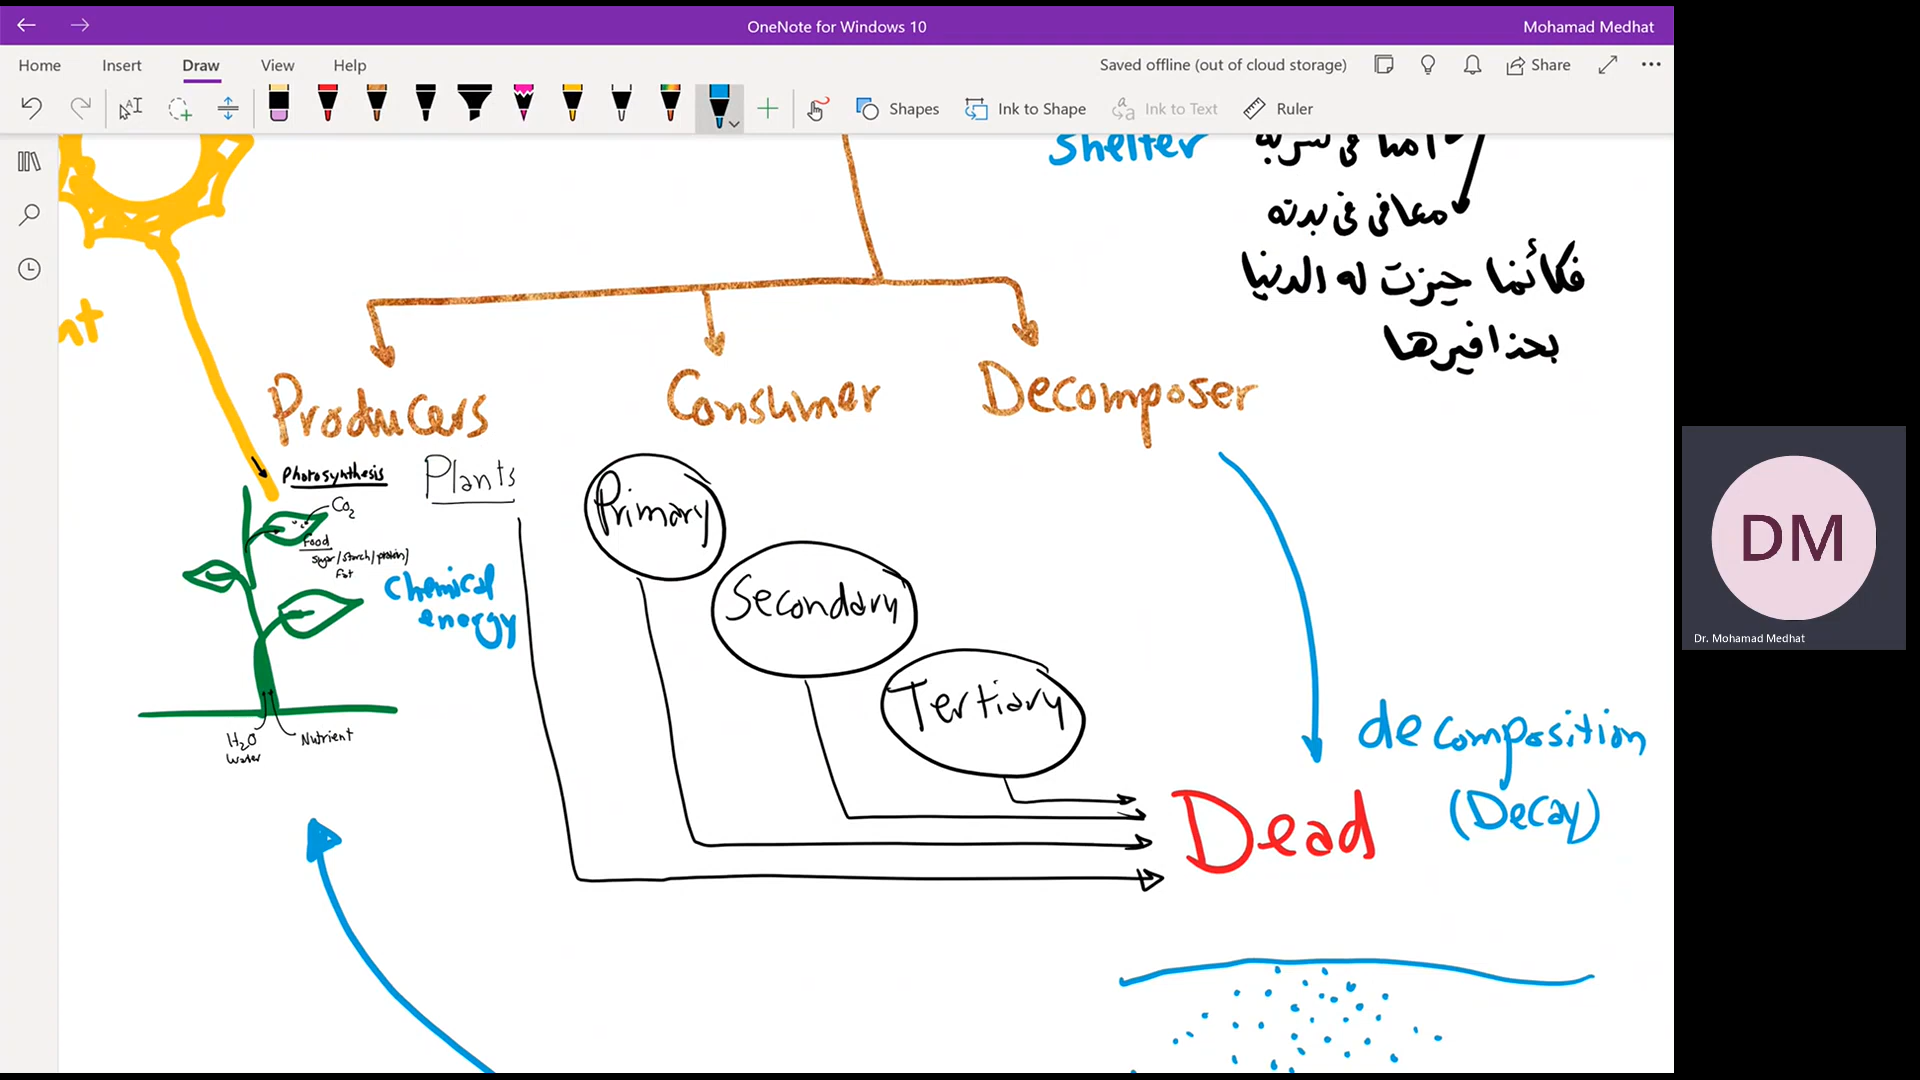 OneNote for Windows 10
Mohamad Medhat
Home
Insert
Draw
View
Help
Saved offline (out of cloud storage)
Share
Shapes
Ink to Shape
Ink to Text
Ruler
Shelter
معافى فى بدنه
فكأنما حيزت له الدنيا
بحذافيرها
Producers
Consumer
Decomposer
Photosynthesis
Plants
CO2
Food
sugar/starch/protein/
Fat
Chemical
energy
H2O
Water
Nutrient
Primary
Secondary
Tertiary
Dead
decomposition
(Decay)
DM
Dr. Mohamad Medhat